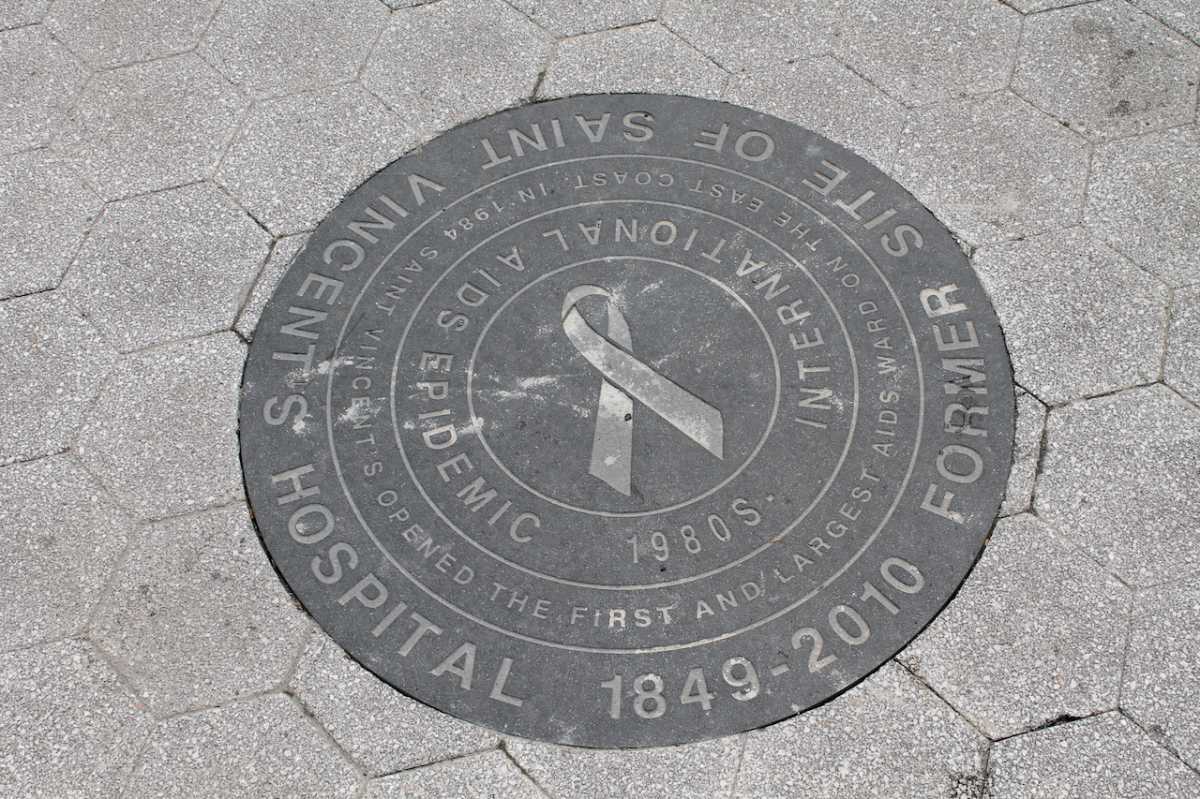 FORMER SITE OF SAINT VINCENT'S HOSPITAL 1849-2010
IN 1984 SAINT VINCENT'S OPENED THE FIRST AND LARGEST AIDS WARD ON THE EAST COAST.
INTERNATIONAL AIDS EPIDEMIC 1980S.